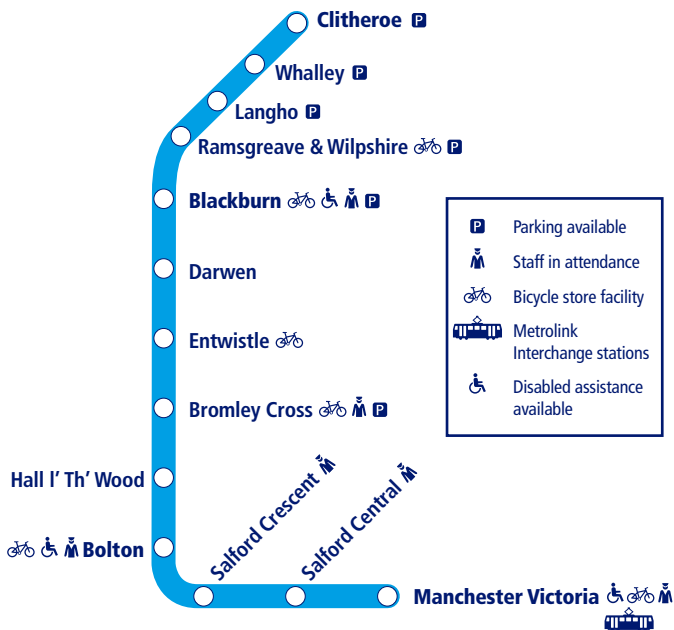 Clitheroe P
Whalley P
Langho P
Ramsgreave & Wilpshire P
Blackburn P
Darwen
Entwistle
Bromley Cross P
Hall l' Th' Wood
Bolton
Salford Crescent
Salford Central
Manchester Victoria
P Parking available
Staff in attendance
Bicycle store facility
Metrolink
Interchange stations
Disabled assistance
available